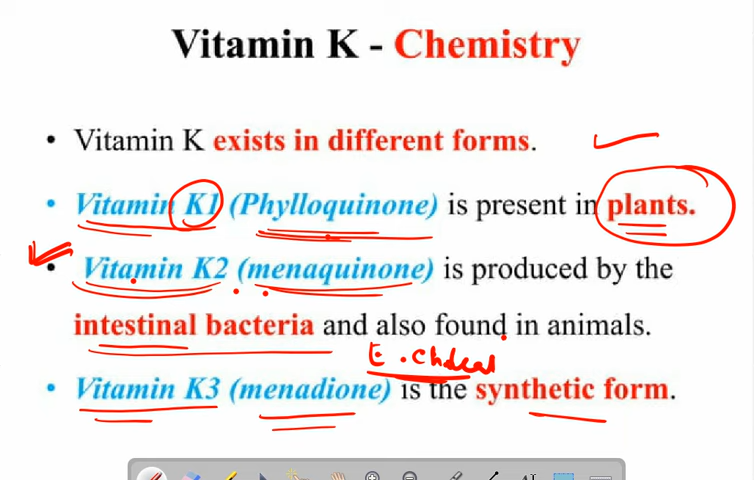 Vitamin K - Chemistry
• Vitamin K exists in different forms.
• Vitamin K1 (Phylloquinone) is present in plants.
• Vitamin K2 (menaquinone) is produced by the
intestinal bacteria and also found in animals.
E.
• Vitamin K3 (menadione) is the synthetic form.